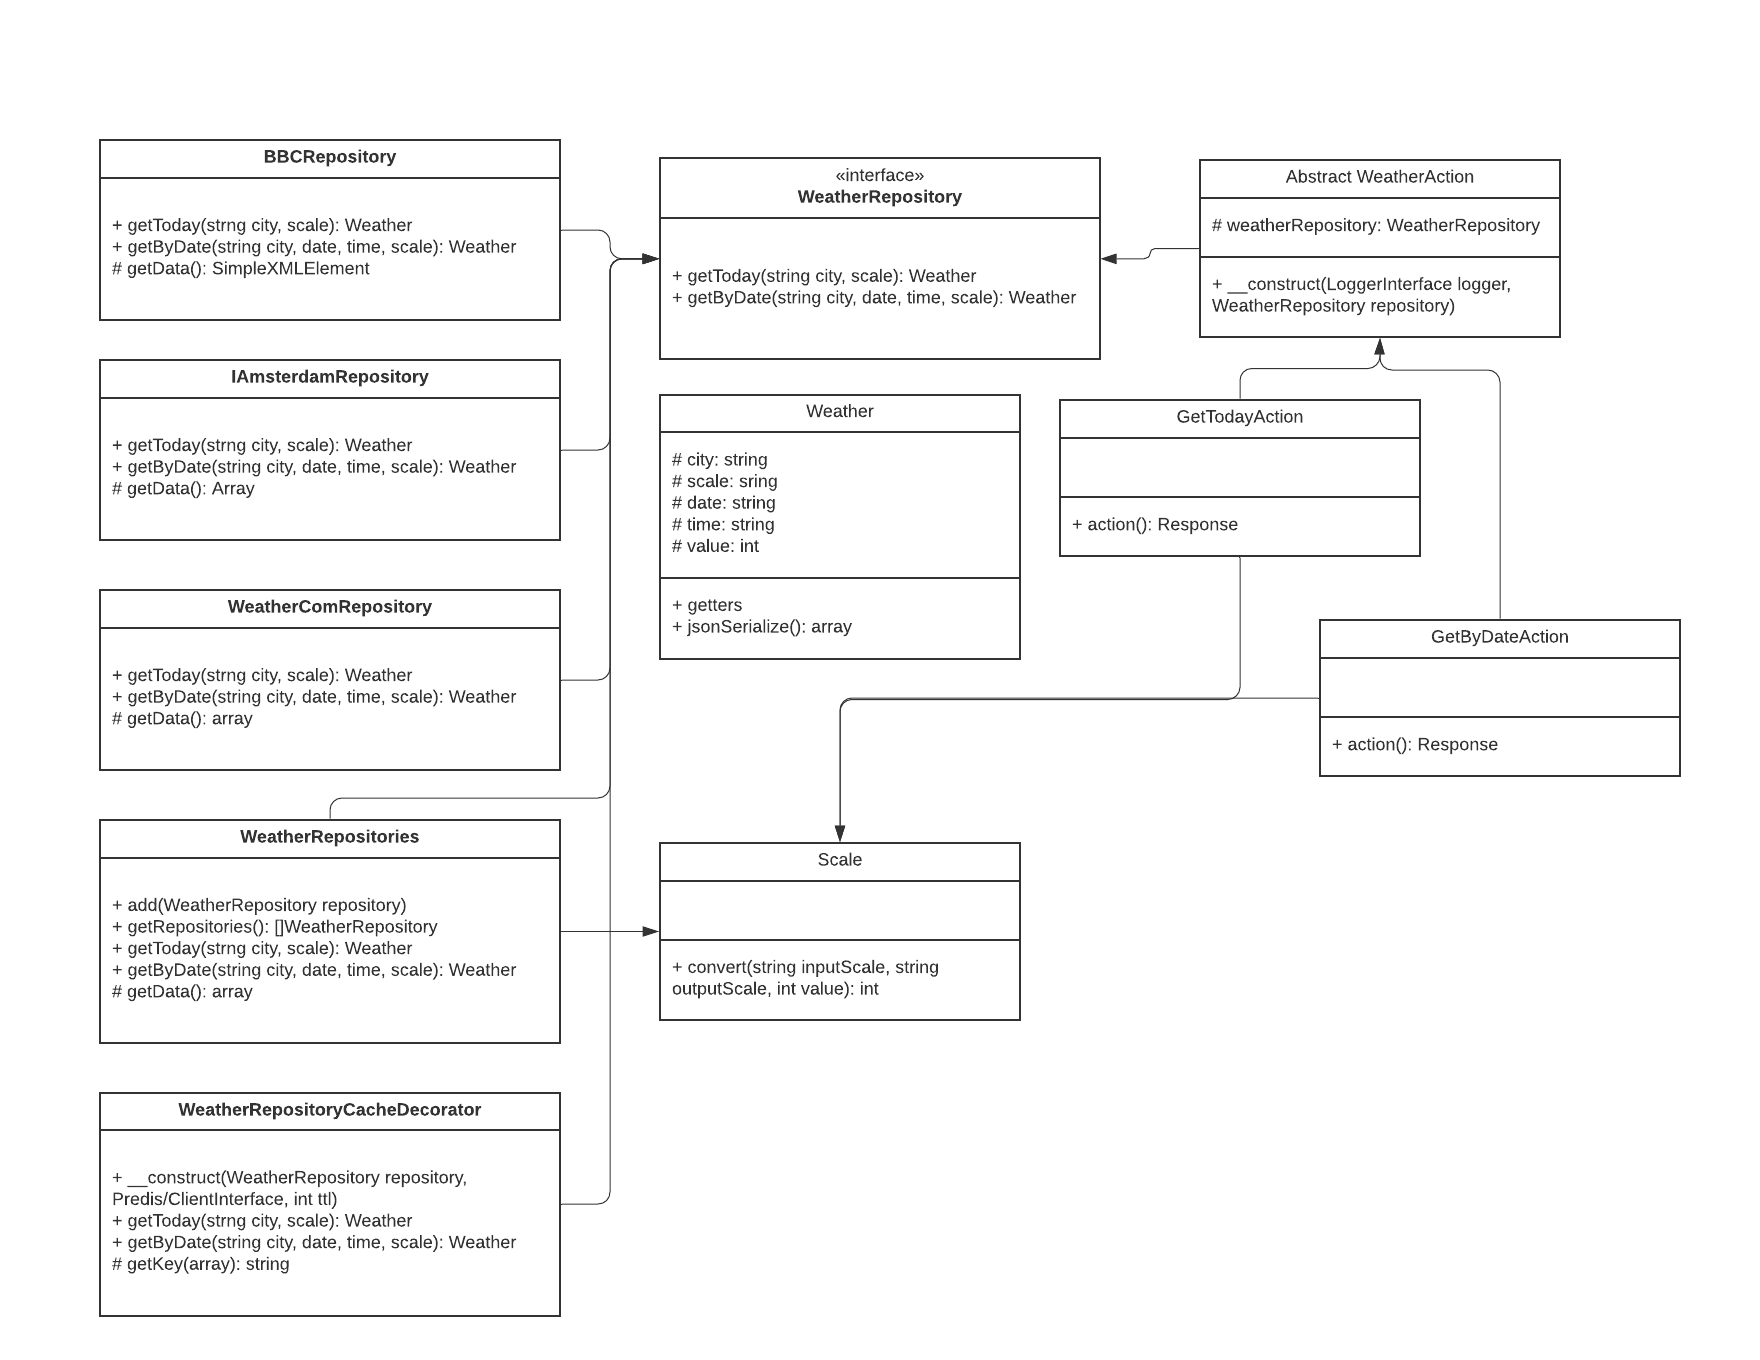 BBCRepository
+ getToday(strng city, scale): Weather
+ getByDate(string city, date, time, scale): Weather
# getData(): SimpleXMLElement
«interface»
WeatherRepository
+ getToday(string city, scale): Weather
+ getByDate(string city, date, time, scale): Weather
Abstract WeatherAction
# weatherRepository: WeatherRepository
+ __construct(LoggerInterface logger,
WeatherRepository repository)
IAmsterdamRepository
+ getToday(strng city, scale): Weather
+ getByDate(string city, date, time, scale): Weather
# getData(): Array
Weather
# city: string
# scale: sring
# date: string
# time: string
# value: int
+ getters
+ jsonSerialize(): array
GetTodayAction
+ action(): Response
WeatherComRepository
+ getToday(strng city, scale): Weather
+ getByDate(string city, date, time, scale): Weather
# getData(): array
GetByDateAction
+ action(): Response
WeatherRepositories
+ add(WeatherRepository repository)
+ getRepositories(): []WeatherRepository
+ getToday(strng city, scale): Weather
+ getByDate(string city, date, time, scale): Weather
# getData(): array
Scale
+ convert(string inputScale, string
outputScale, int value): int
WeatherRepositoryCacheDecorator
+ __construct(WeatherRepository repository,
Predis/ClientInterface, int ttl)
+ getToday(strng city, scale): Weather
+ getByDate(string city, date, time, scale): Weather
# getKey(array): string